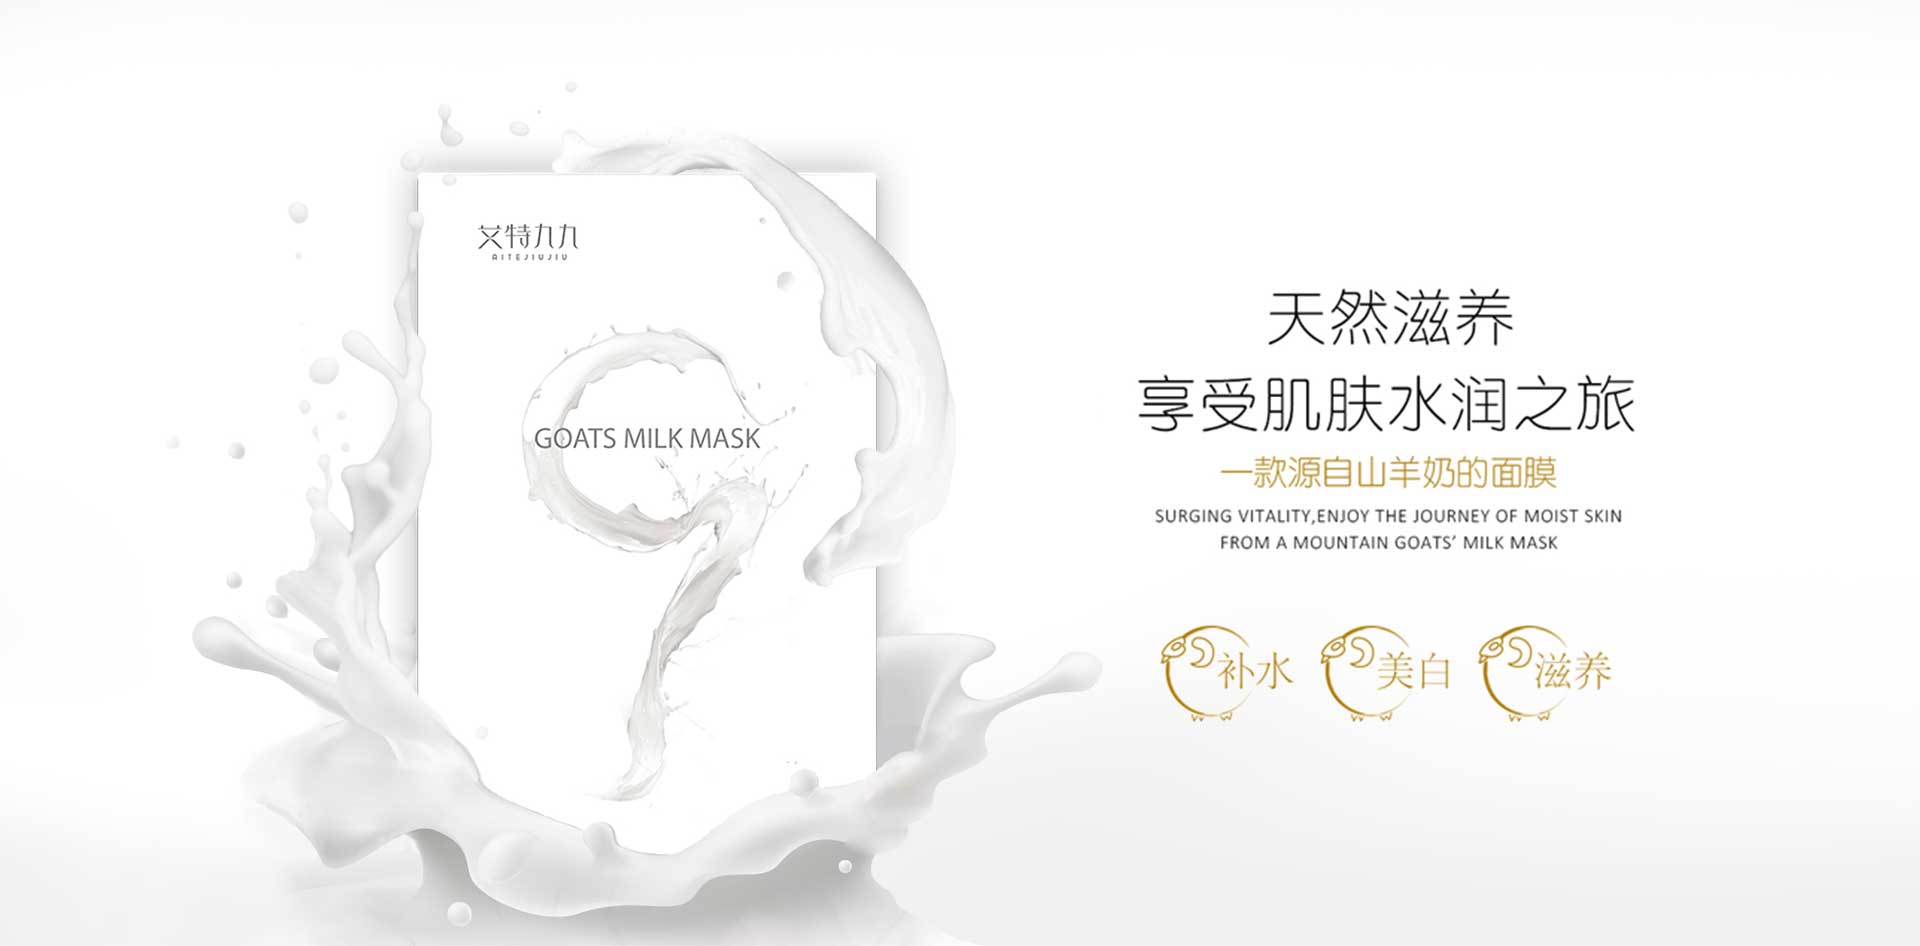 艾特九九
AITEJIUJIU
GOATS MILK MASK
天然滋养
享受肌肤水润之旅
一款源自山羊奶的面膜
SURGING VITALITY,ENJOY THE JOURNEY OF MOIST SKIN
FROM A MOUNTAIN GOATS’ MILK MASK
补水 美白 滋养